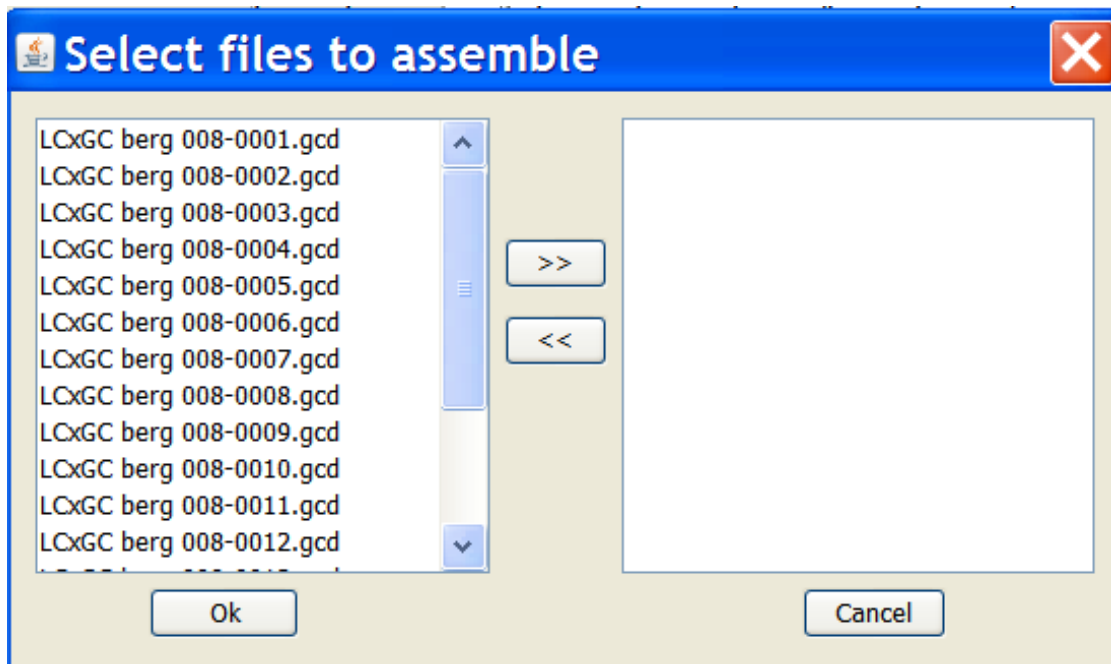 Select files to assemble
LCxGC berg 008-0001.gcd
LCxGC berg 008-0002.gcd
LCxGC berg 008-0003.gcd
LCxGC berg 008-0004.gcd
LCxGC berg 008-0005.gcd
LCxGC berg 008-0006.gcd
LCxGC berg 008-0007.gcd
LCxGC berg 008-0008.gcd
LCxGC berg 008-0009.gcd
LCxGC berg 008-0010.gcd
LCxGC berg 008-0011.gcd
LCxGC berg 008-0012.gcd
>>
<<
Ok
Cancel